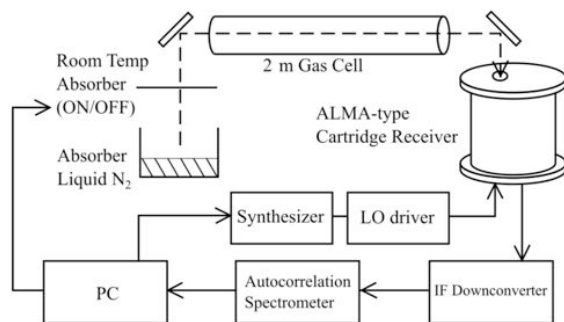 Room Temp
Absorber
(ON/OFF)
2 m Gas Cell
ALMA-type
Cartridge Receiver
Absorber
Liquid N₂
Synthesizer
LO driver
PC
Autocorrelation
Spectrometer
IF Downconverter